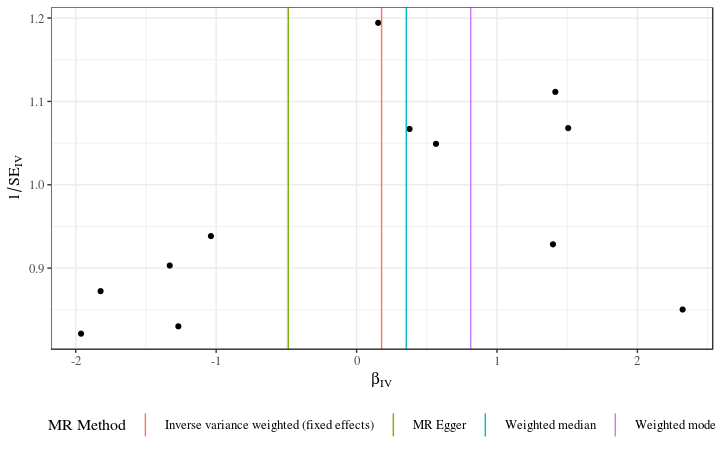 1.2
1.1
1.0
0.9
1/SE_IV
-2 -1 0 1 2
β_IV
MR Method Inverse variance weighted (fixed effects) MR Egger Weighted median Weighted mode